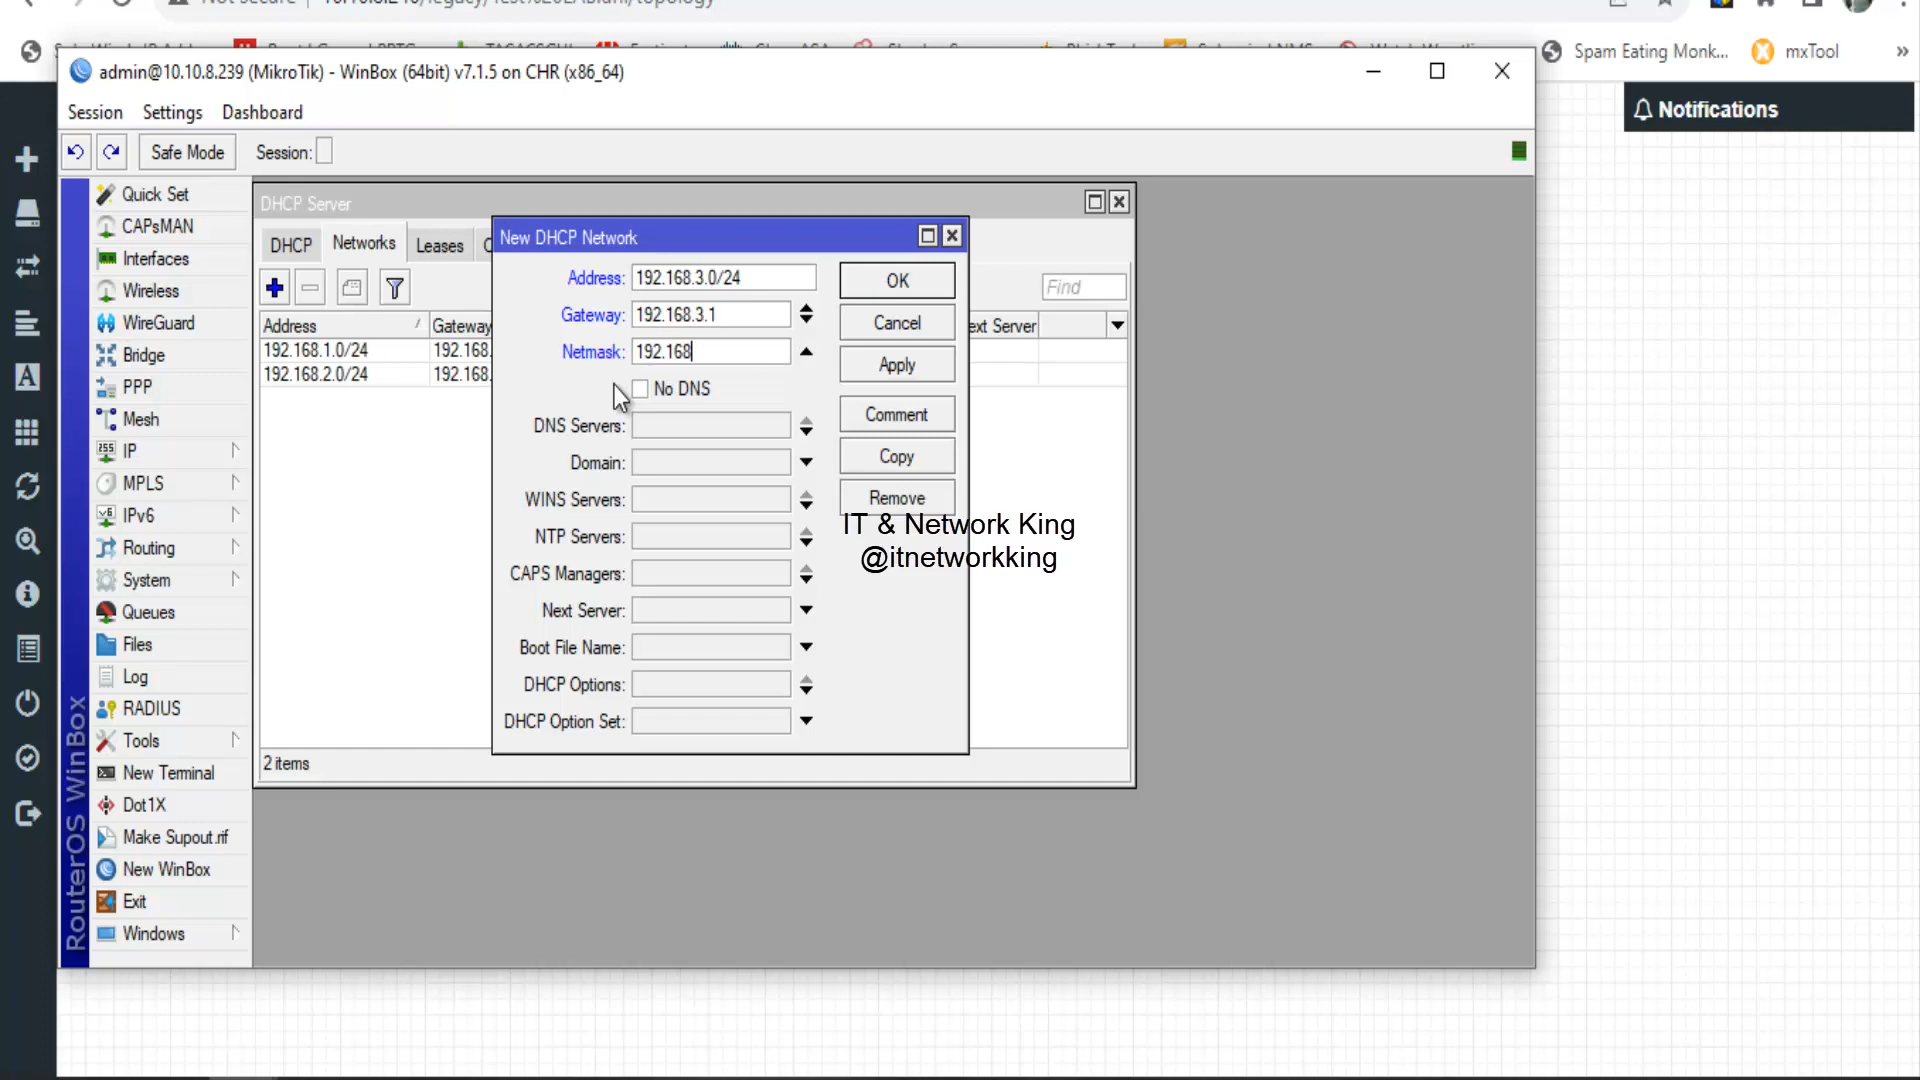 Not secure
admin@10.10.8.239 (MikroTik) - WinBox (64bit) v7.1.5 on CHR (x86_64)
Spam Eating Monk...
mxTool
»
Notifications
Session Settings Dashboard
Safe Mode Session:
Quick Set
CAPsMAN
Interfaces
Wireless
WireGuard
Bridge
PPP
Mesh
IP
MPLS
IPv6
Routing
System
Queues
Files
Log
RADIUS
Tools
New Terminal
Dot1X
Make Supout.rif
New WinBox
Exit
Windows
RouterOS WinBox
DHCP Server
DHCP Networks Leases
Find
Address Gateway
ext Server
192.168.1.0/24 192.168.
192.168.2.0/24 192.168.
2 items
New DHCP Network
Address: 192.168.3.0/24
Gateway: 192.168.3.1
Netmask: 192.168
No DNS
DNS Servers:
Domain:
WINS Servers:
NTP Servers:
CAPS Managers:
Next Server:
Boot File Name:
DHCP Options:
DHCP Option Set:
OK
Cancel
Apply
Comment
Copy
Remove
IT & Network King
@itnetworkking